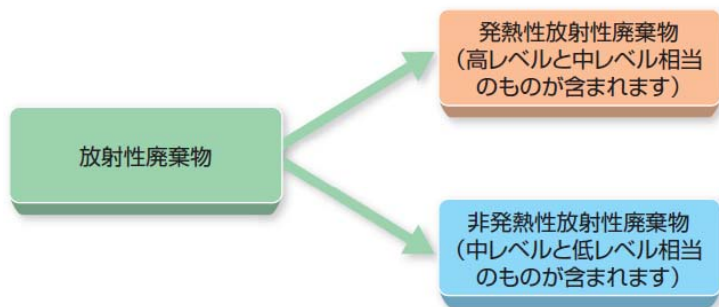 放射性廃棄物
発熱性放射性廃棄物
（高レベルと中レベル相当
のものが含まれます）
非発熱性放射性廃棄物
（中レベルと低レベル相当
のものが含まれます）